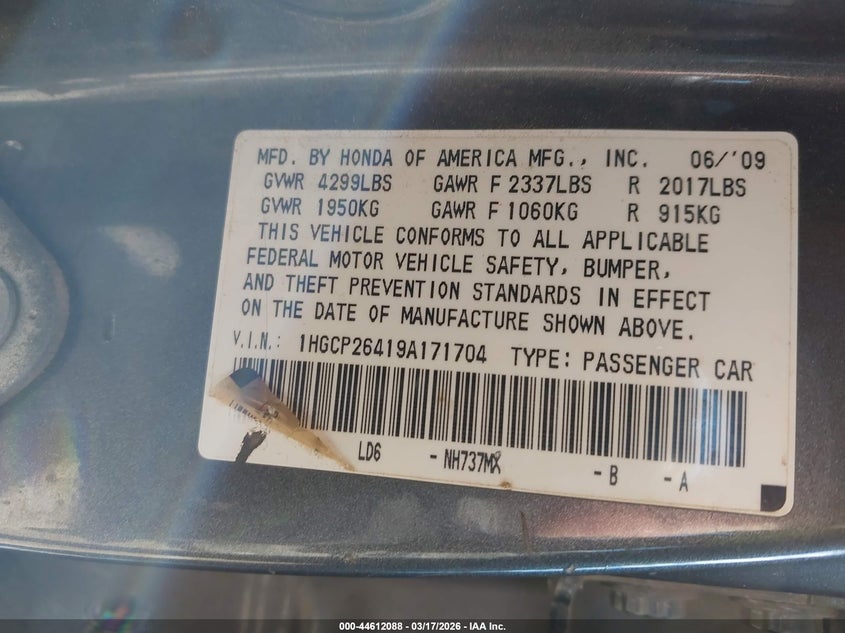 MFD. BY HONDA OF AMERICA MFG., INC. 06/'09
GVWR 4299LBS GAWR F 2337LBS R 2017LBS
GVWR 1950KG GAWR F 1060KG R 915KG
THIS VEHICLE CONFORMS TO ALL APPLICABLE
FEDERAL MOTOR VEHICLE SAFETY, BUMPER,
AND THEFT PREVENTION STANDARDS IN EFFECT
ON THE DATE OF MANUFACTURE SHOWN ABOVE.
V.I.N.: 1HGCP26419A171704 TYPE: PASSENGER CAR
LD6 -NH737MX -B -A
000-44612088 - 03/17/2026 - IAA Inc.